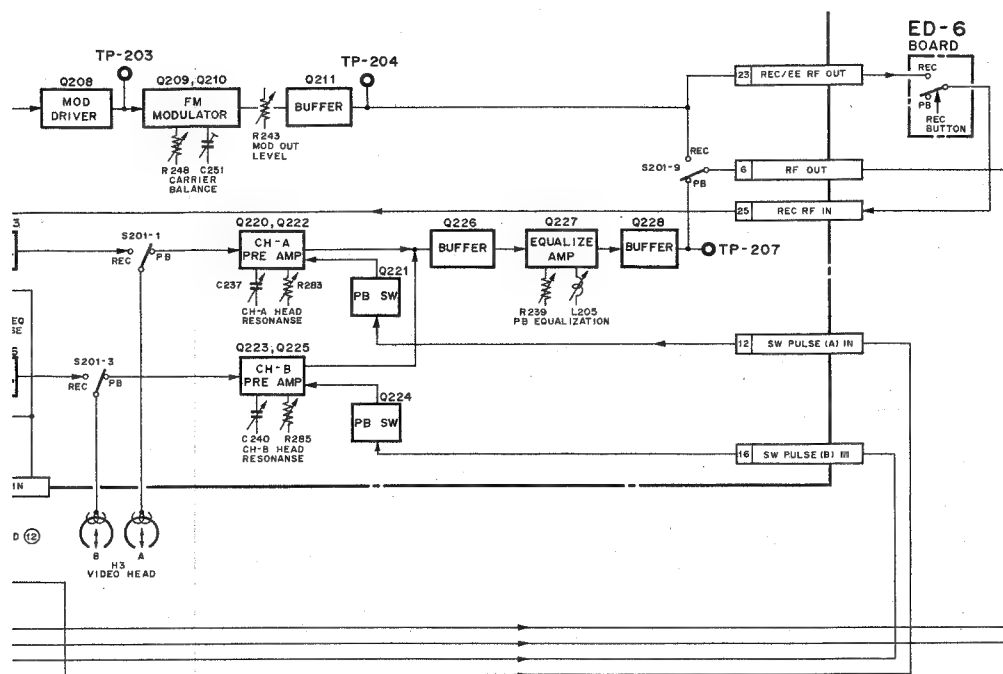 ED-6
BOARD
TP-203
TP-204
Q208
MOD
DRIVER
Q209, Q210
FM
MODULATOR
Q211
BUFFER
R243
MOD OUT
LEVEL
R248 C251
CARRIER
BALANCE
23 REC/EE RF OUT
REC
PB
REC
BUTTON
S201-9
REC
PB
6 RF OUT
25 REC RF IN
3
S201-1
REC
PB
Q220, Q222
CH-A
PRE AMP
C237 R283
CH-A HEAD
RESONANSE
Q221
PB SW
Q226
BUFFER
Q227
EQUALIZE
AMP
R239 L205
PB EQUALIZATION
Q228
BUFFER
TP-207
EQ
SE
12 SW PULSE (A) IN
S201-3
REC
PB
Q223, Q225
CH-B
PRE AMP
C240 R285
CH-B HEAD
RESONANSE
Q224
PB SW
16 SW PULSE (B) IN
IN
D 12
B A
H3
VIDEO HEAD